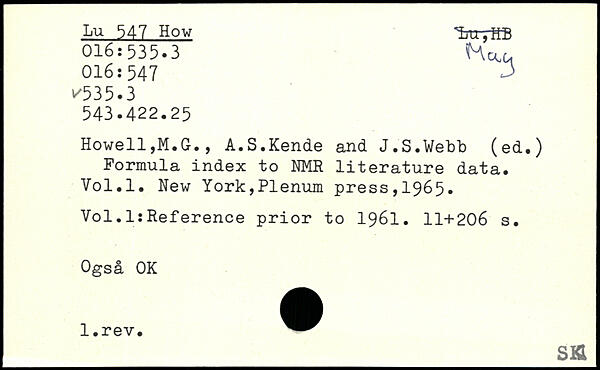 Lu 547 How
Lu,HB
016:535.3
Mag
016:547
✓535.3
543.422.25
Howell,M.G., A.S.Kende and J.S.Webb (ed.)
Formula index to NMR literature data.
Vol.1. New York,Plenum press,1965.
Vol.1:Reference prior to 1961. 11+206 s.
Også OK
1.rev.